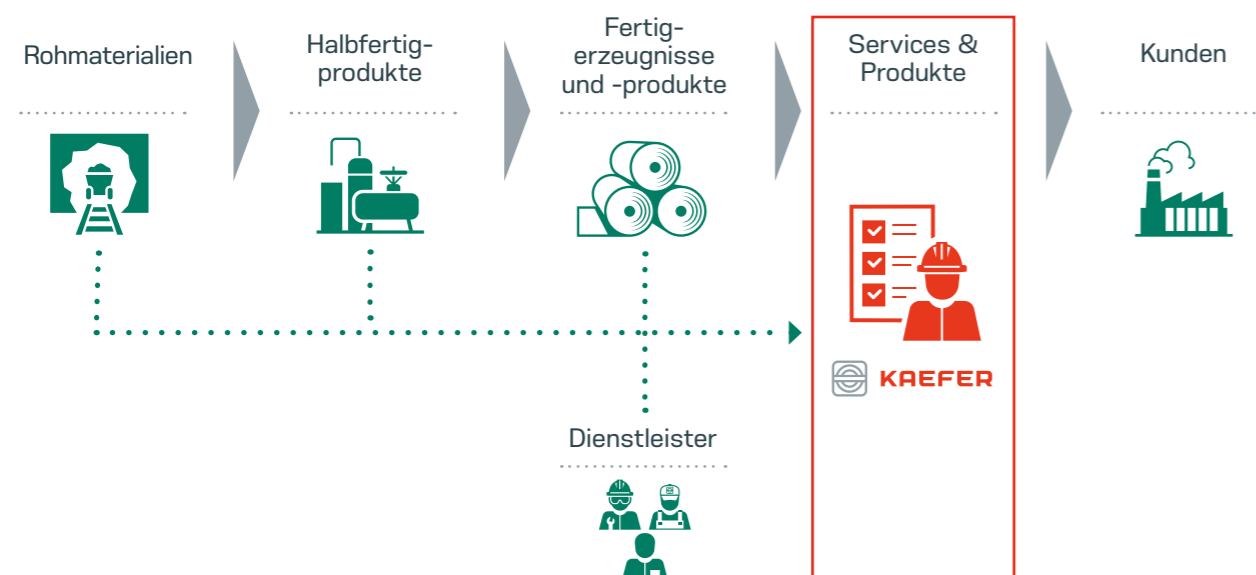 Rohmaterialien
Halbfertig-
produkte
Fertig-
erzeugnisse
und -produkte
Services &
Produkte
Kunden
KAEFER
Dienstleister